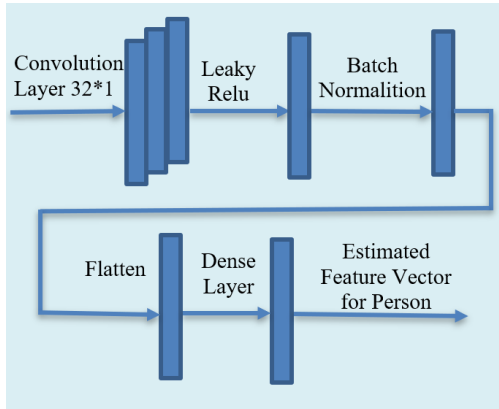 Convolution
Layer 32*1
Leaky
Relu
Batch
Normalition
Flatten
Dense
Layer
Estimated
Feature Vector
for Person